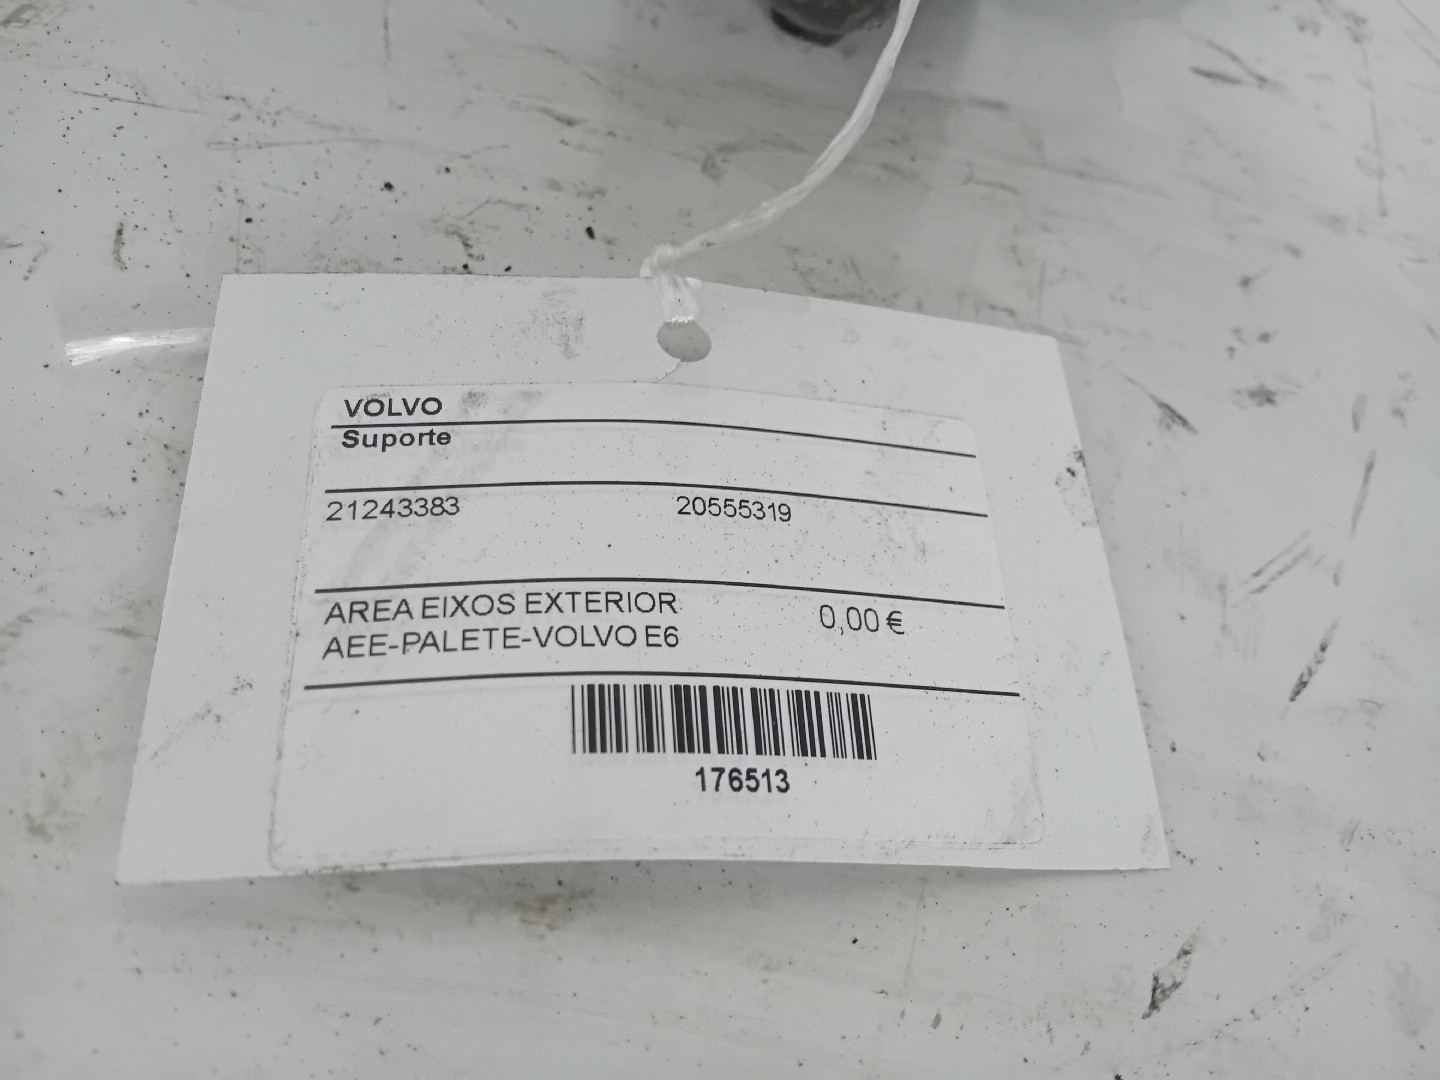 VOLVO
Suporte
21243383 20555319
AREA EIXOS EXTERIOR 0,00 €
AEE-PALETE-VOLVO E6
176513